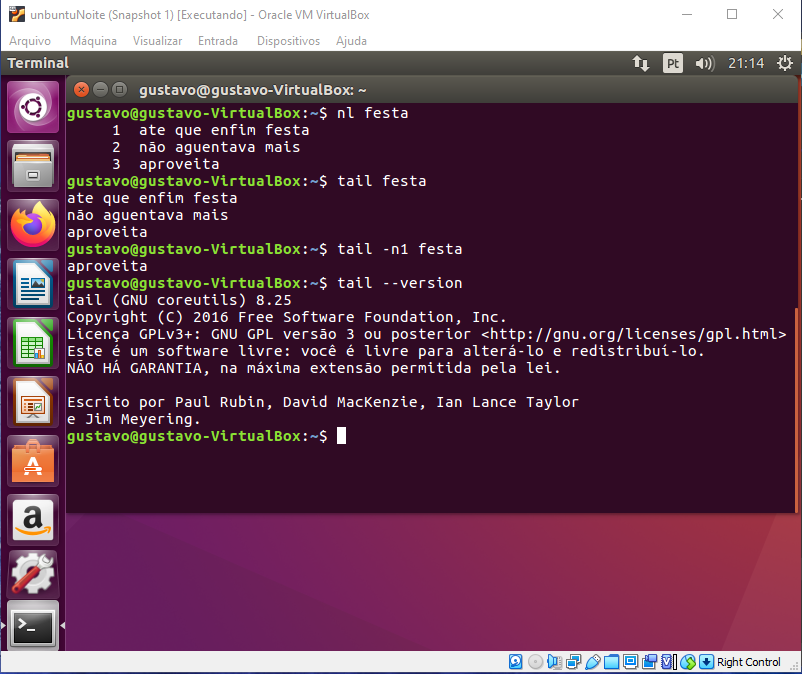 unbuntuNoite (Snapshot 1) [Executando] - Oracle VM VirtualBox
Arquivo Máquina Visualizar Entrada Dispositivos Ajuda
Terminal Pt 21:14
gustavo@gustavo-VirtualBox: ~
gustavo@gustavo-VirtualBox:~$ nl festa
1 ate que enfim festa
2 não aguentava mais
3 aproveita
gustavo@gustavo-VirtualBox:~$ tail festa
ate que enfim festa
não aguentava mais
aproveita
gustavo@gustavo-VirtualBox:~$ tail -n1 festa
aproveita
gustavo@gustavo-VirtualBox:~$ tail --version
tail (GNU coreutils) 8.25
Copyright (C) 2016 Free Software Foundation, Inc.
Licença GPLv3+: GNU GPL versão 3 ou posterior <http://gnu.org/licenses/gpl.html>
Este é um software livre: você é livre para alterá-lo e redistribuí-lo.
NÃO HÁ GARANTIA, na máxima extensão permitida pela lei.
Escrito por Paul Rubin, David MacKenzie, Ian Lance Taylor
e Jim Meyering.
gustavo@gustavo-VirtualBox:~$
a
>_
Right Control